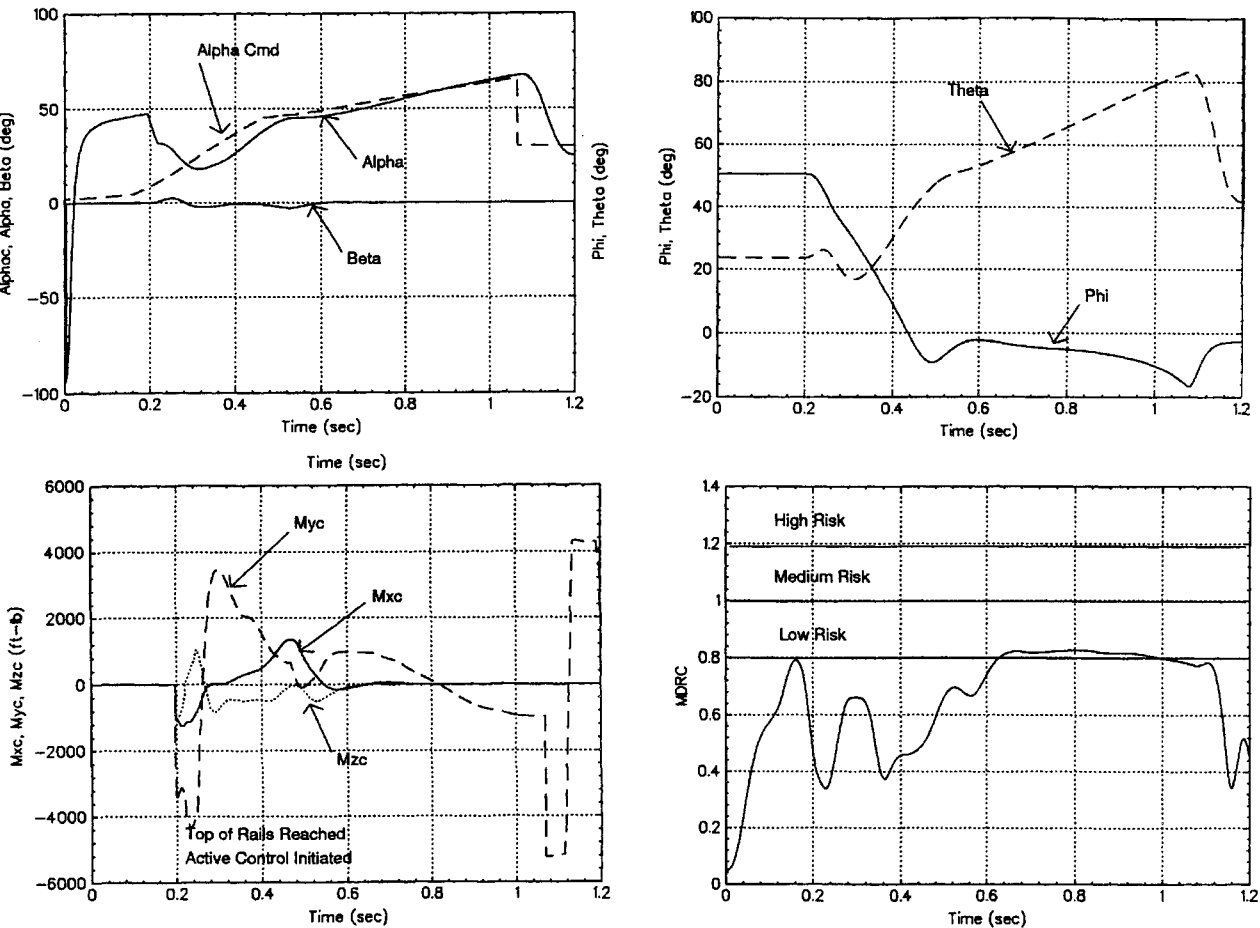 100
50
0
−50
−100
Alphac, Alpha, Beta (deg)
Alpha Cmd
Alpha
Beta
0
0.2
0.4
0.6
0.8
1
1.2
Time (sec)
Phi, Theta (deg)
100
80
60
40
20
0
−20
Phi, Theta (deg)
Theta
Phi
0
0.2
0.4
0.6
0.8
1
1.2
Time (sec)
Time (sec)
6000
4000
2000
0
−2000
−4000
−6000
Mxc, Myc, Mzc (ft−lb)
Myc
Mxc
Mzc
Top of Rails Reached
Active Control Initiated
0
0.2
0.4
0.6
0.8
1
1.2
Time (sec)
1.4
1.2
1
0.8
0.6
0.4
0.2
0
MDRC
High Risk
Medium Risk
Low Risk
0
0.2
0.4
0.6
0.8
1
1.2
Time (sec)